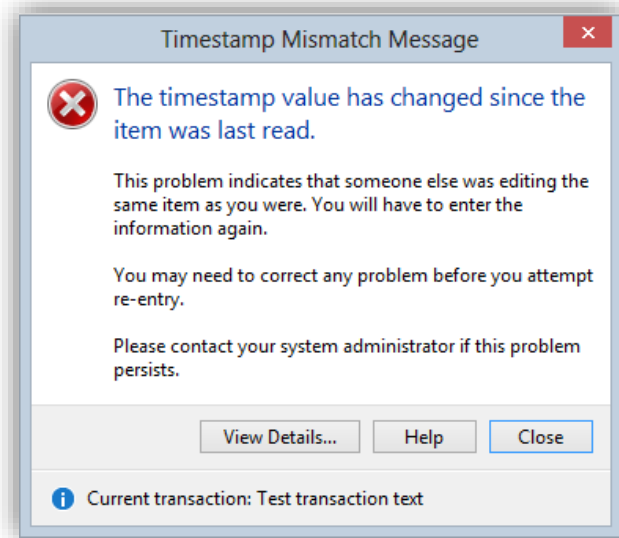 Timestamp Mismatch Message
The timestamp value has changed since the
item was last read.
This problem indicates that someone else was editing the
same item as you were. You will have to enter the
information again.
You may need to correct any problem before you attempt
re-entry.
Please contact your system administrator if this problem
persists.
View Details... Help Close
Current transaction: Test transaction text